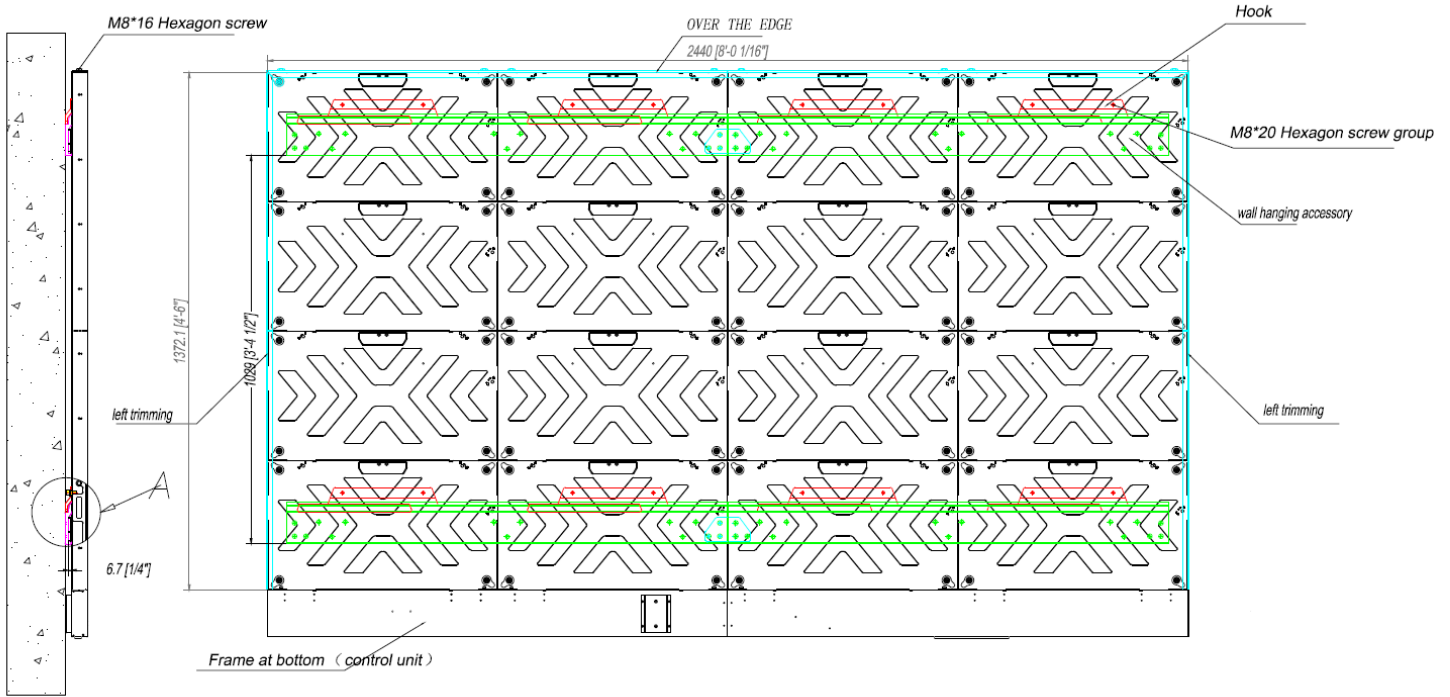 M8*16 Hexagon screw
OVER THE EDGE
Hook
2440 [8'-0 1/16"]
M8*20 Hexagon screw group
wall hanging accessory
1372.1 [4'-6"]
1029 [3'-4 1/2"]
left trimming
left trimming
A
6.7 [1/4"]
Frame at bottom （control unit）